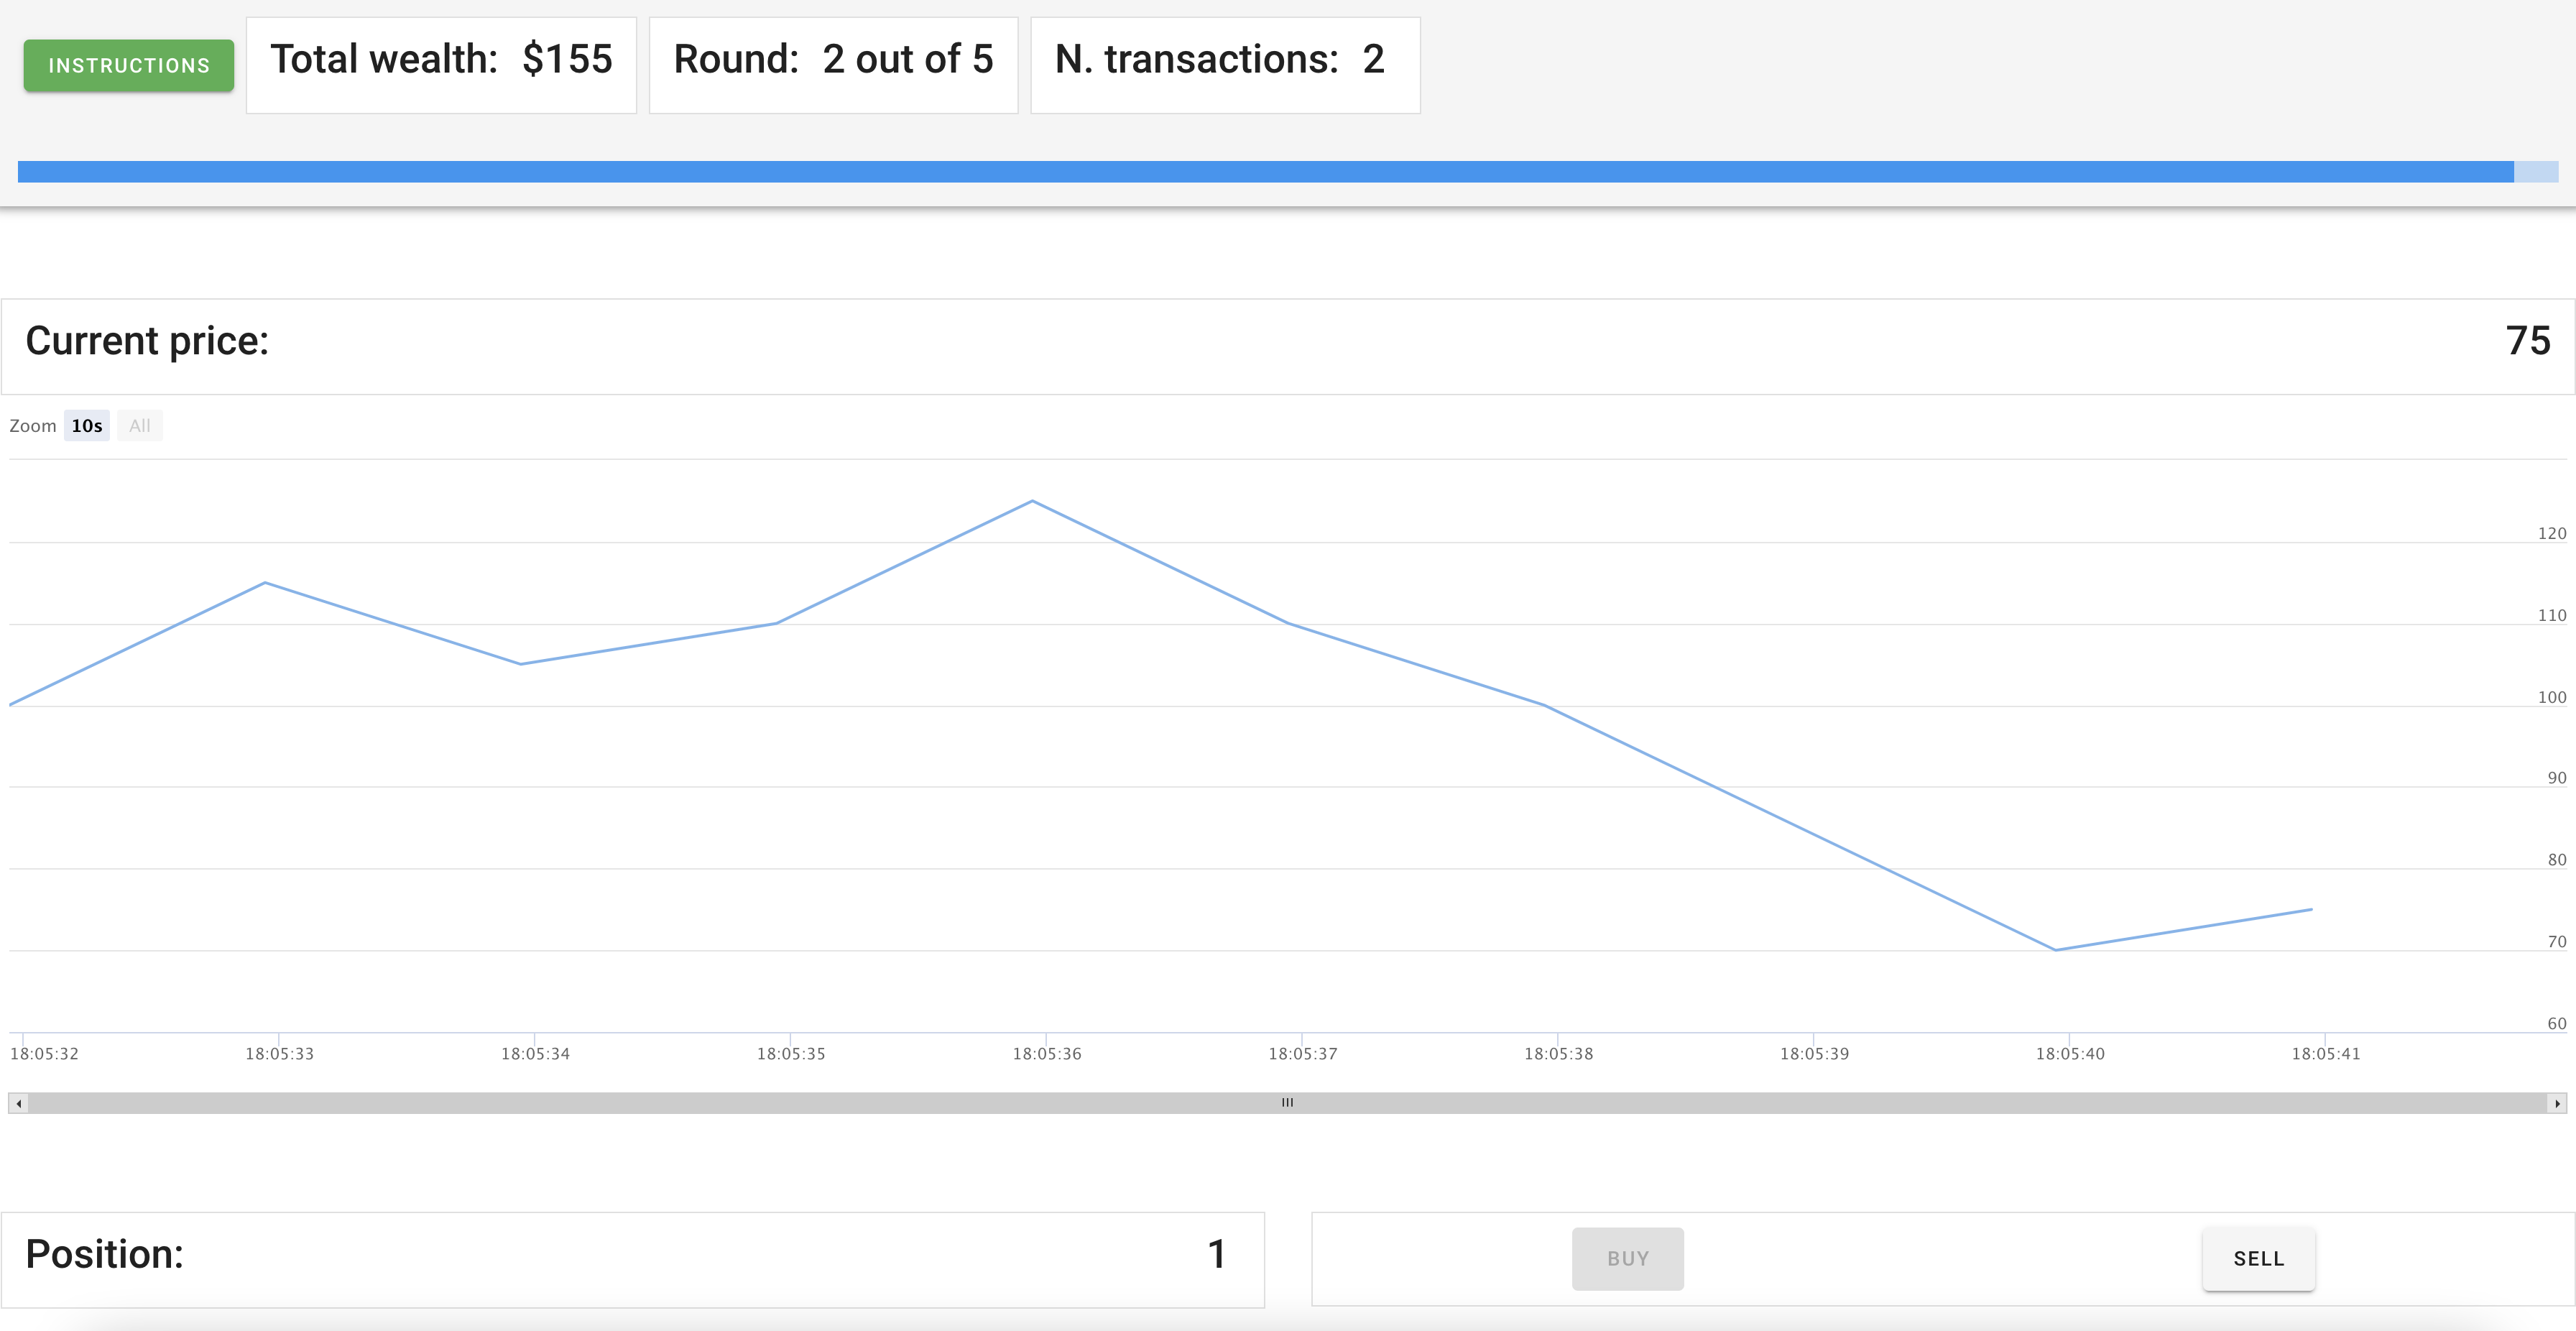 INSTRUCTIONS
Total wealth: $155
Round: 2 out of 5
N. transactions: 2
Current price: 75
Zoom 10s All
120
110
100
90
80
70
60
18:05:32 18:05:33 18:05:34 18:05:35 18:05:36 18:05:37 18:05:38 18:05:39 18:05:40 18:05:41
Position: 1
BUY
SELL